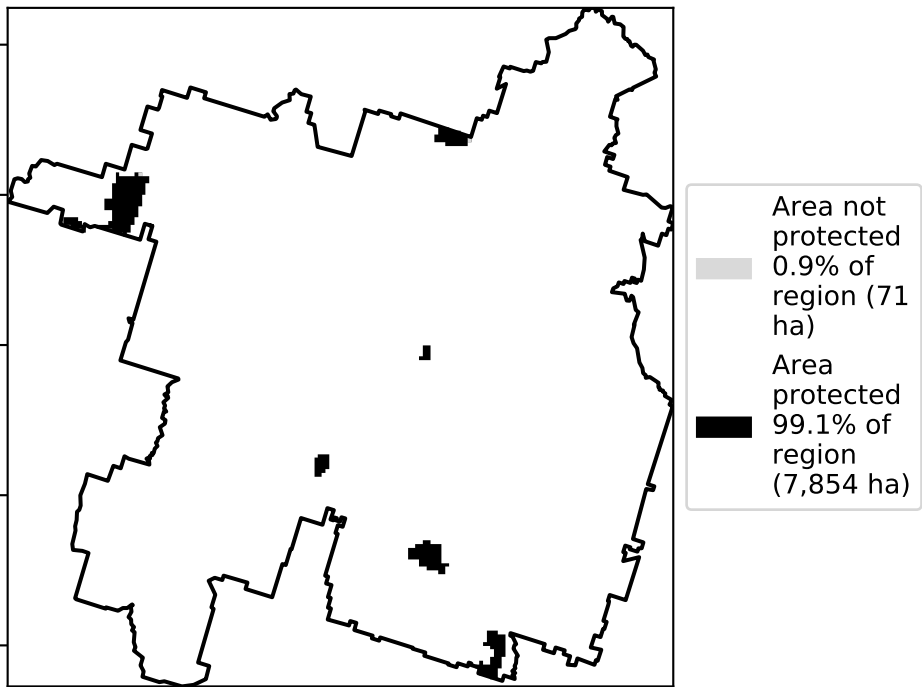 Area not
protected
0.9% of
region (71
ha)
Area
protected
99.1% of
region
(7,854 ha)